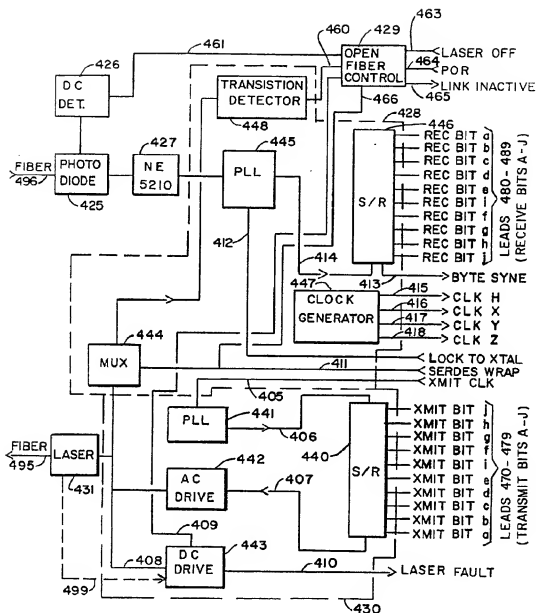 461
460
OPEN FIBER CONTROL
429
463
LASER OFF
464
POR
465
LINK INACTIVE
466
426
DC DET.
TRANSISTION DETECTOR
448
428
446
427
445
FIBER
496
PHOTO DIODE
425
NE 5210
PLL
412
414
S/R
REC BIT a
REC BIT b
REC BIT c
REC BIT d
REC BIT e
REC BIT i
REC BIT f
REC BIT g
REC BIT h
REC BIT j
LEADS 480-489
(RECEIVE BITS A-J)
413
BYTE SYNE
447
CLOCK GENERATOR
415
CLK H
416
CLK X
417
CLK Y
418
CLK Z
444
MUX
LOCK TO XTAL
411
SERDES WRAP
405
XMIT CLK
PLL
441
406
440
S/R
XMIT BIT j
XMIT BIT h
XMIT BIT g
XMIT BIT f
XMIT BIT i
XMIT BIT e
XMIT BIT d
XMIT BIT c
XMIT BIT b
XMIT BIT a
LEADS 470-479
(TRANSMIT BITS A-J)
FIBER
495
LASER
431
442
AC DRIVE
407
409
443
408
DC DRIVE
410
LASER FAULT
499
430